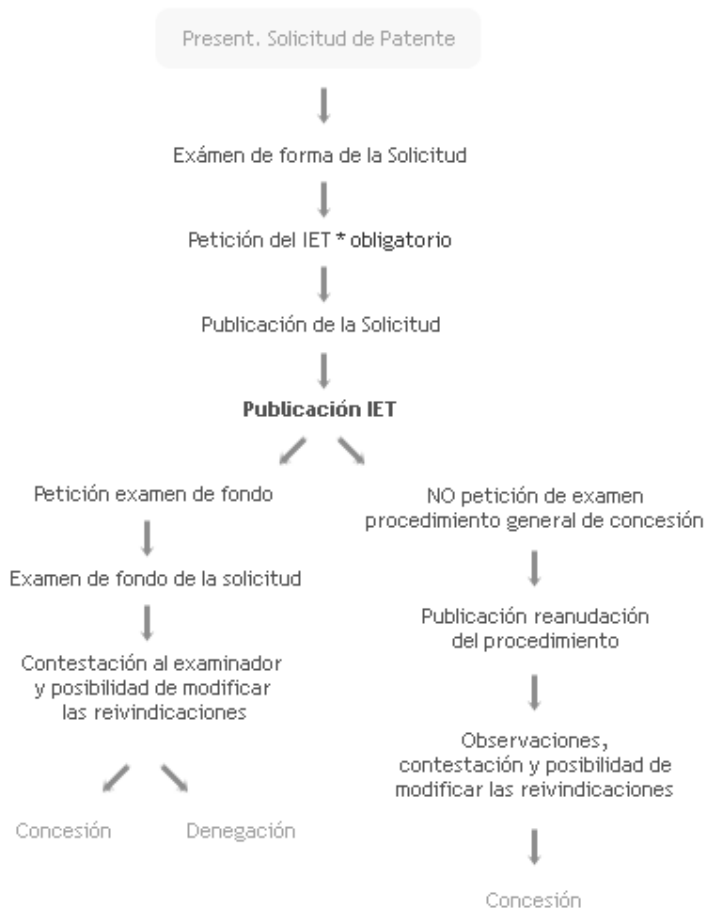 Present. Solicitud de Patente
Exámen de forma de la Solicitud
Petición del IET * obligatorio
Publicación de la Solicitud
Publicación IET
Petición examen de fondo
Examen de fondo de la solicitud
Contestación al examinador
y posibilidad de modificar
las reivindicaciones
Concesión
Denegación
NO petición de examen
procedimiento general de concesión
Publicación reanudación
del procedimiento
Observaciones,
contestación y posibilidad de
modificar las reivindicaciones
Concesión